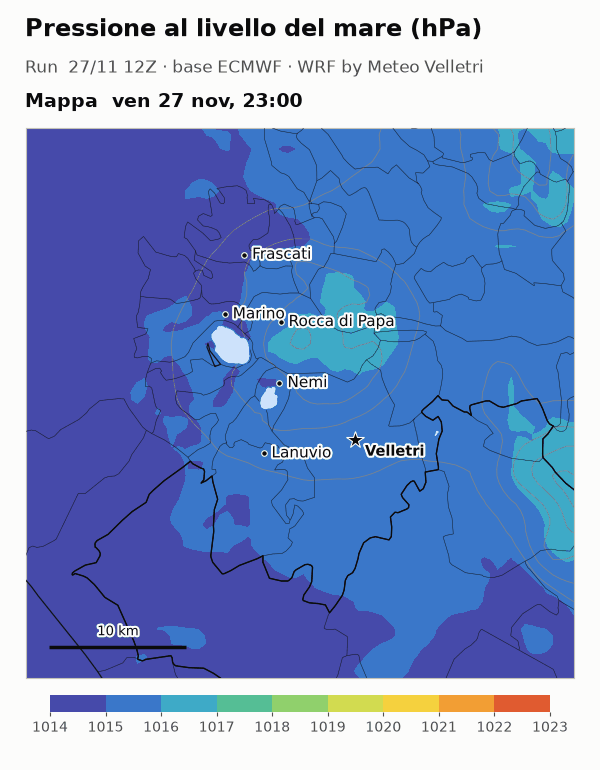 Pressione al livello del mare (hPa)
Run  27/11 12Z · base ECMWF · WRF by Meteo Velletri
Mappa  ven 27 nov, 23:00
Frascati
Marino
Rocca di Papa
Nemi
Velletri
Lanuvio
10 km
1014 1015 1016 1017 1018 1019 1020 1021 1022 1023